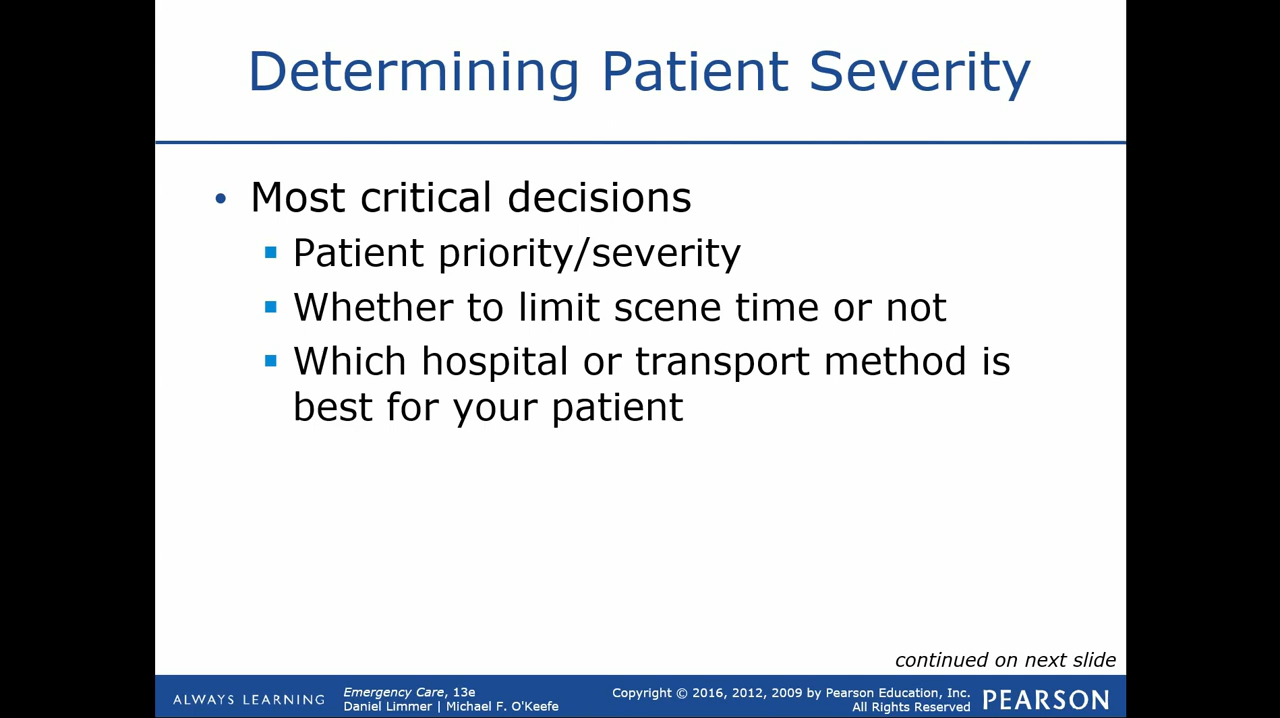 Determining Patient Severity
• Most critical decisions
▪ Patient priority/severity
▪ Whether to limit scene time or not
▪ Which hospital or transport method is
best for your patient
continued on next slide
ALWAYS LEARNING
Emergency Care, 13e
Daniel Limmer | Michael F. O'Keefe
Copyright © 2016, 2012, 2009 by Pearson Education, Inc.
All Rights Reserved
PEARSON